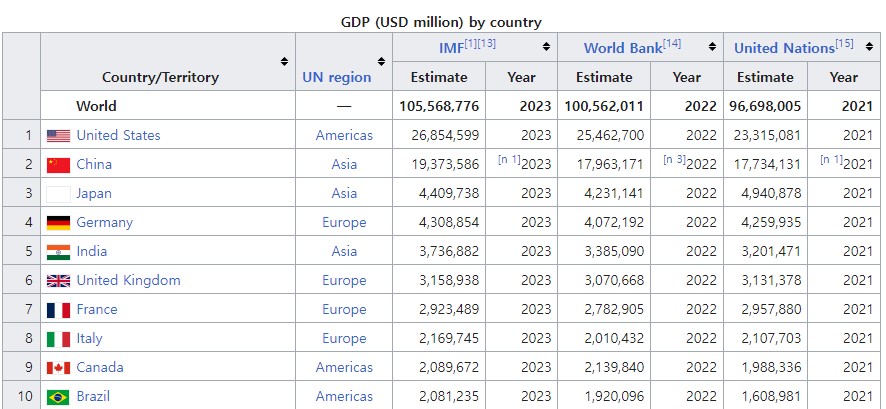 GDP (USD million) by country
Country/Territory UN region IMF[1][13] World Bank[14] United Nations[15]
Estimate Year Estimate Year Estimate Year
World — 105,568,776 2023 100,562,011 2022 96,698,005 2021
1 United States Americas 26,854,599 2023 25,462,700 2022 23,315,081 2021
2 China Asia 19,373,586 [n 1]2023 17,963,171 [n 3]2022 17,734,131 [n 1]2021
3 Japan Asia 4,409,738 2023 4,231,141 2022 4,940,878 2021
4 Germany Europe 4,308,854 2023 4,072,192 2022 4,259,935 2021
5 India Asia 3,736,882 2023 3,385,090 2022 3,201,471 2021
6 United Kingdom Europe 3,158,938 2023 3,070,668 2022 3,131,378 2021
7 France Europe 2,923,489 2023 2,782,905 2022 2,957,880 2021
8 Italy Europe 2,169,745 2023 2,010,432 2022 2,107,703 2021
9 Canada Americas 2,089,672 2023 2,139,840 2022 1,988,336 2021
10 Brazil Americas 2,081,235 2023 1,920,096 2022 1,608,981 2021